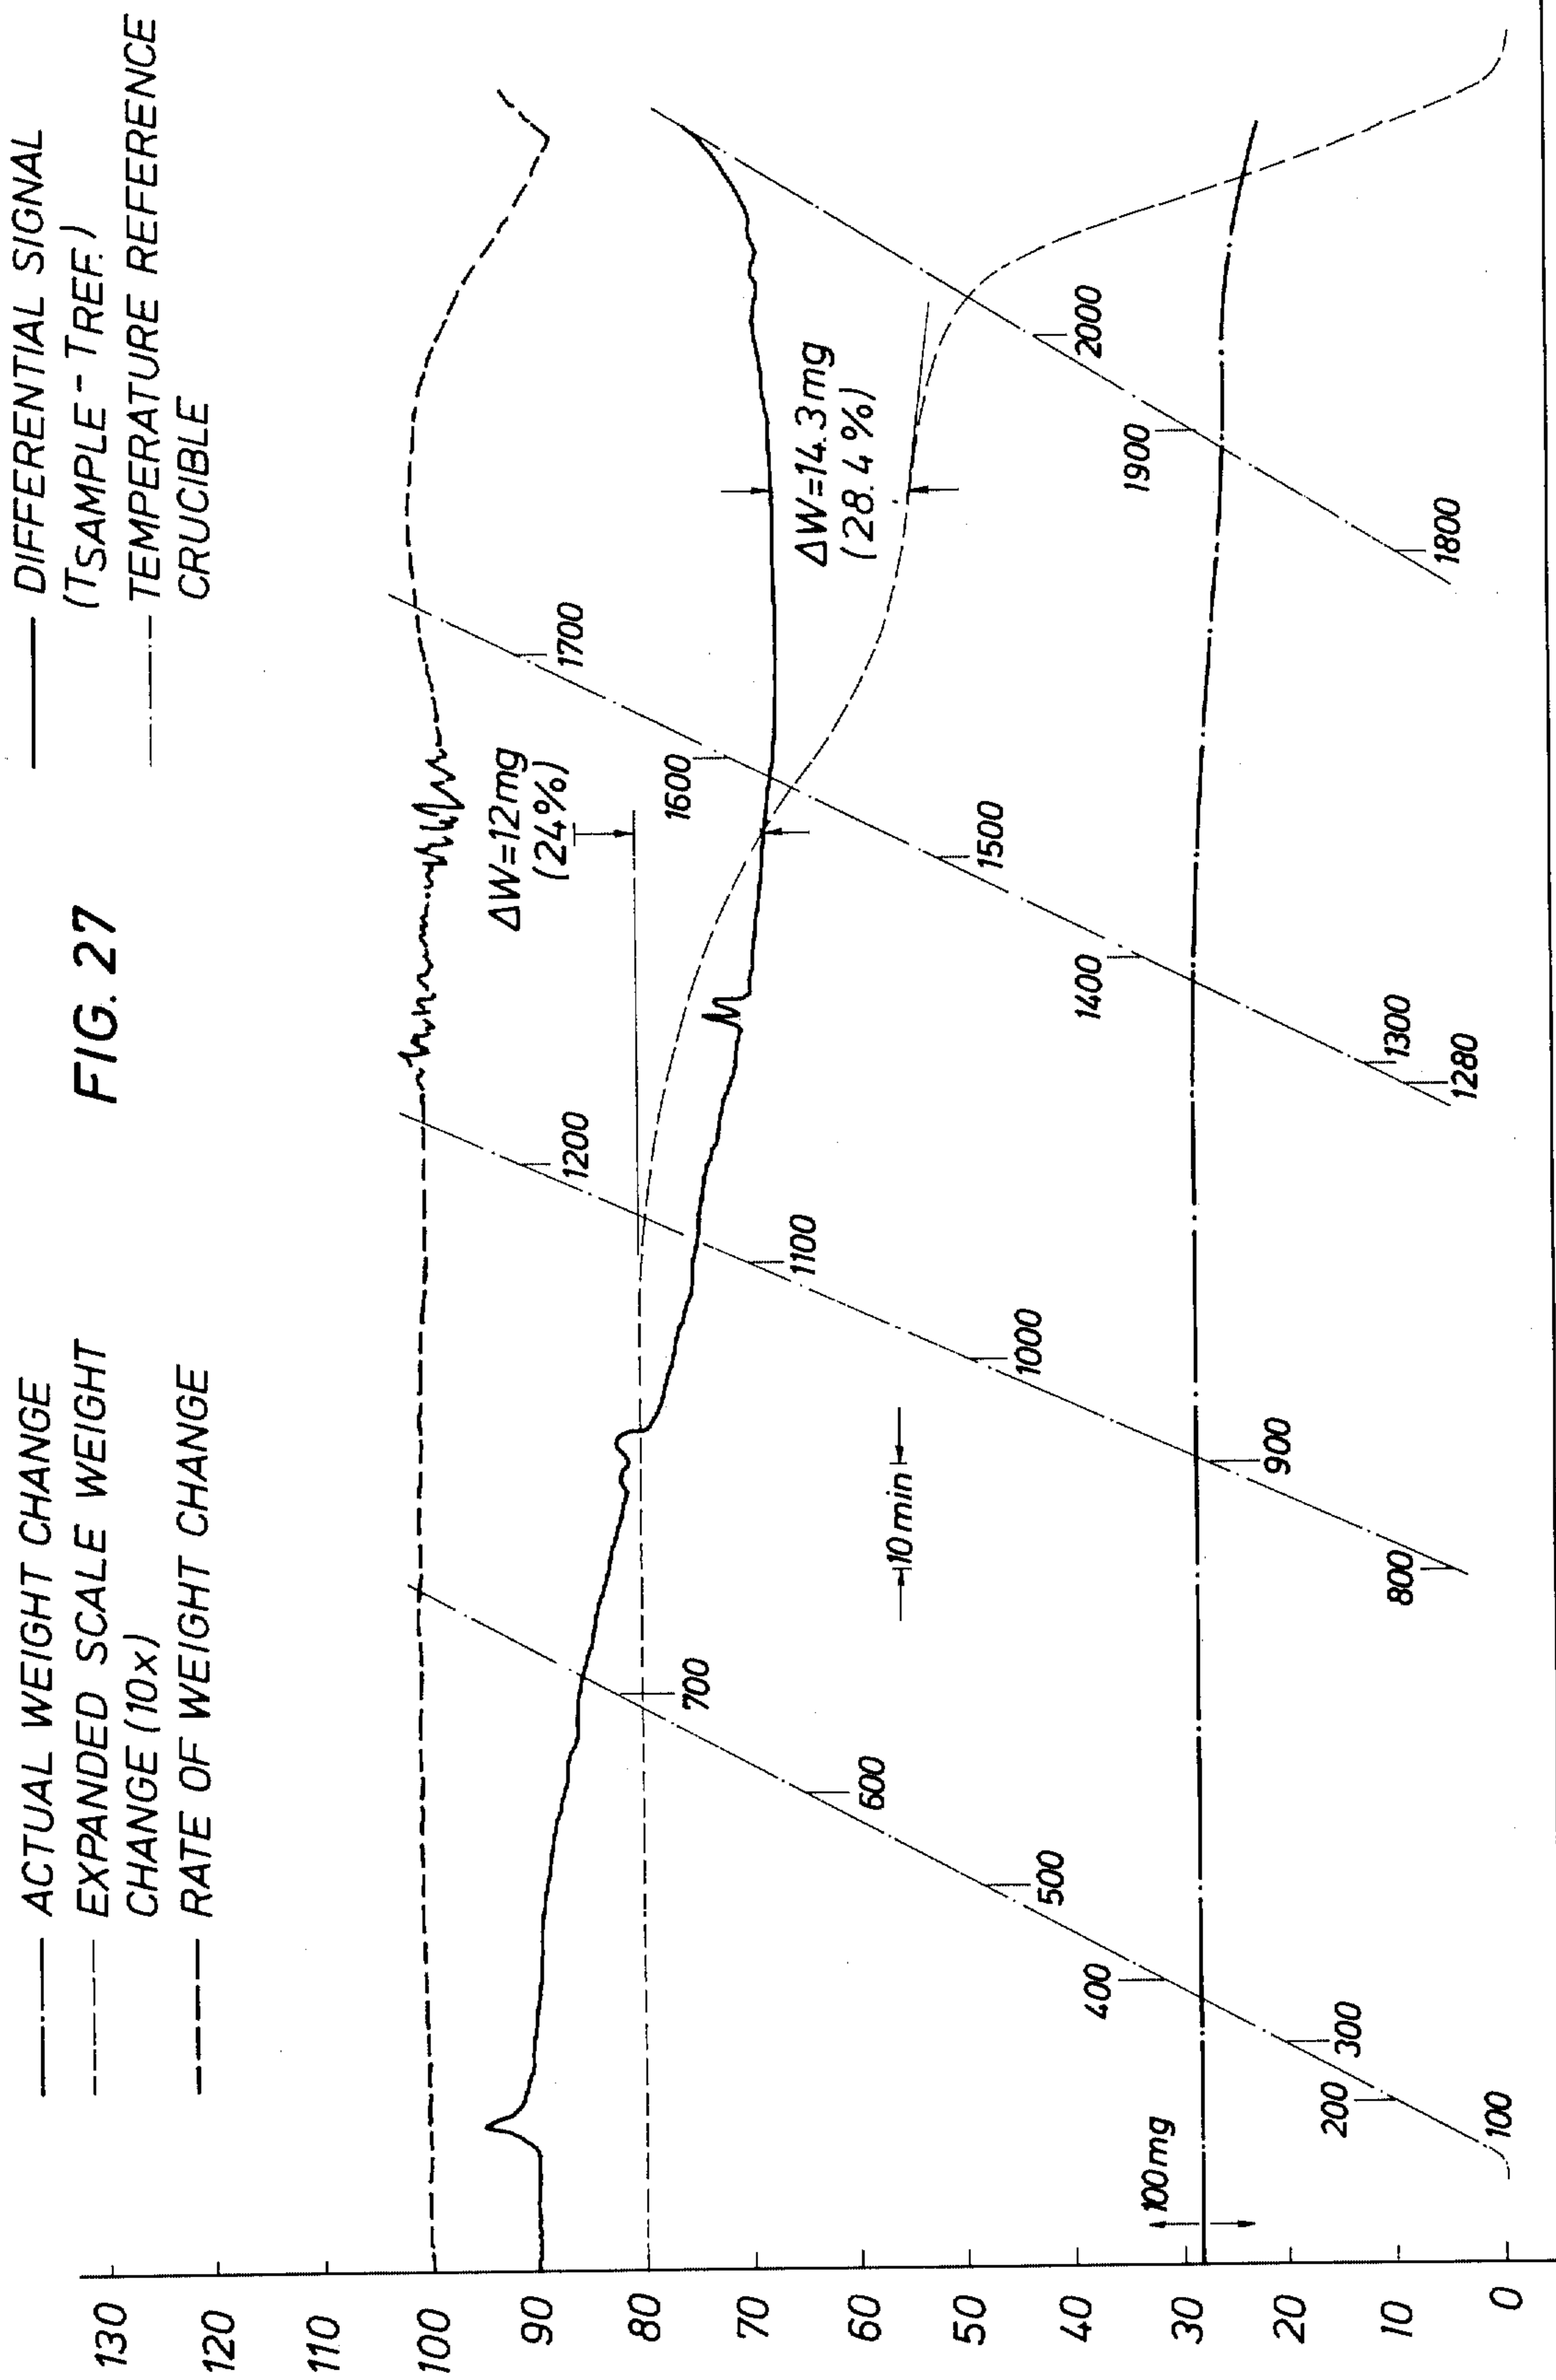 FIG. 27
ACTUAL WEIGHT CHANGE
EXPANDED SCALE WEIGHT
CHANGE (10x)
RATE OF WEIGHT CHANGE
DIFFERENTIAL SIGNAL
(TSAMPLE - TREF.)
TEMPERATURE REFERENCE
CRUCIBLE
130
120
110
100
90
80
70
60
50
40
30
20
10
0
100mg
100
200
300
400
500
600
700
10 min
800
900
1000
1100
1200
1280
1300
1400
1500
1600
1700
ΔW=12mg
(24%)
ΔW=14.3mg
(28.4%)
1800
1900
2000